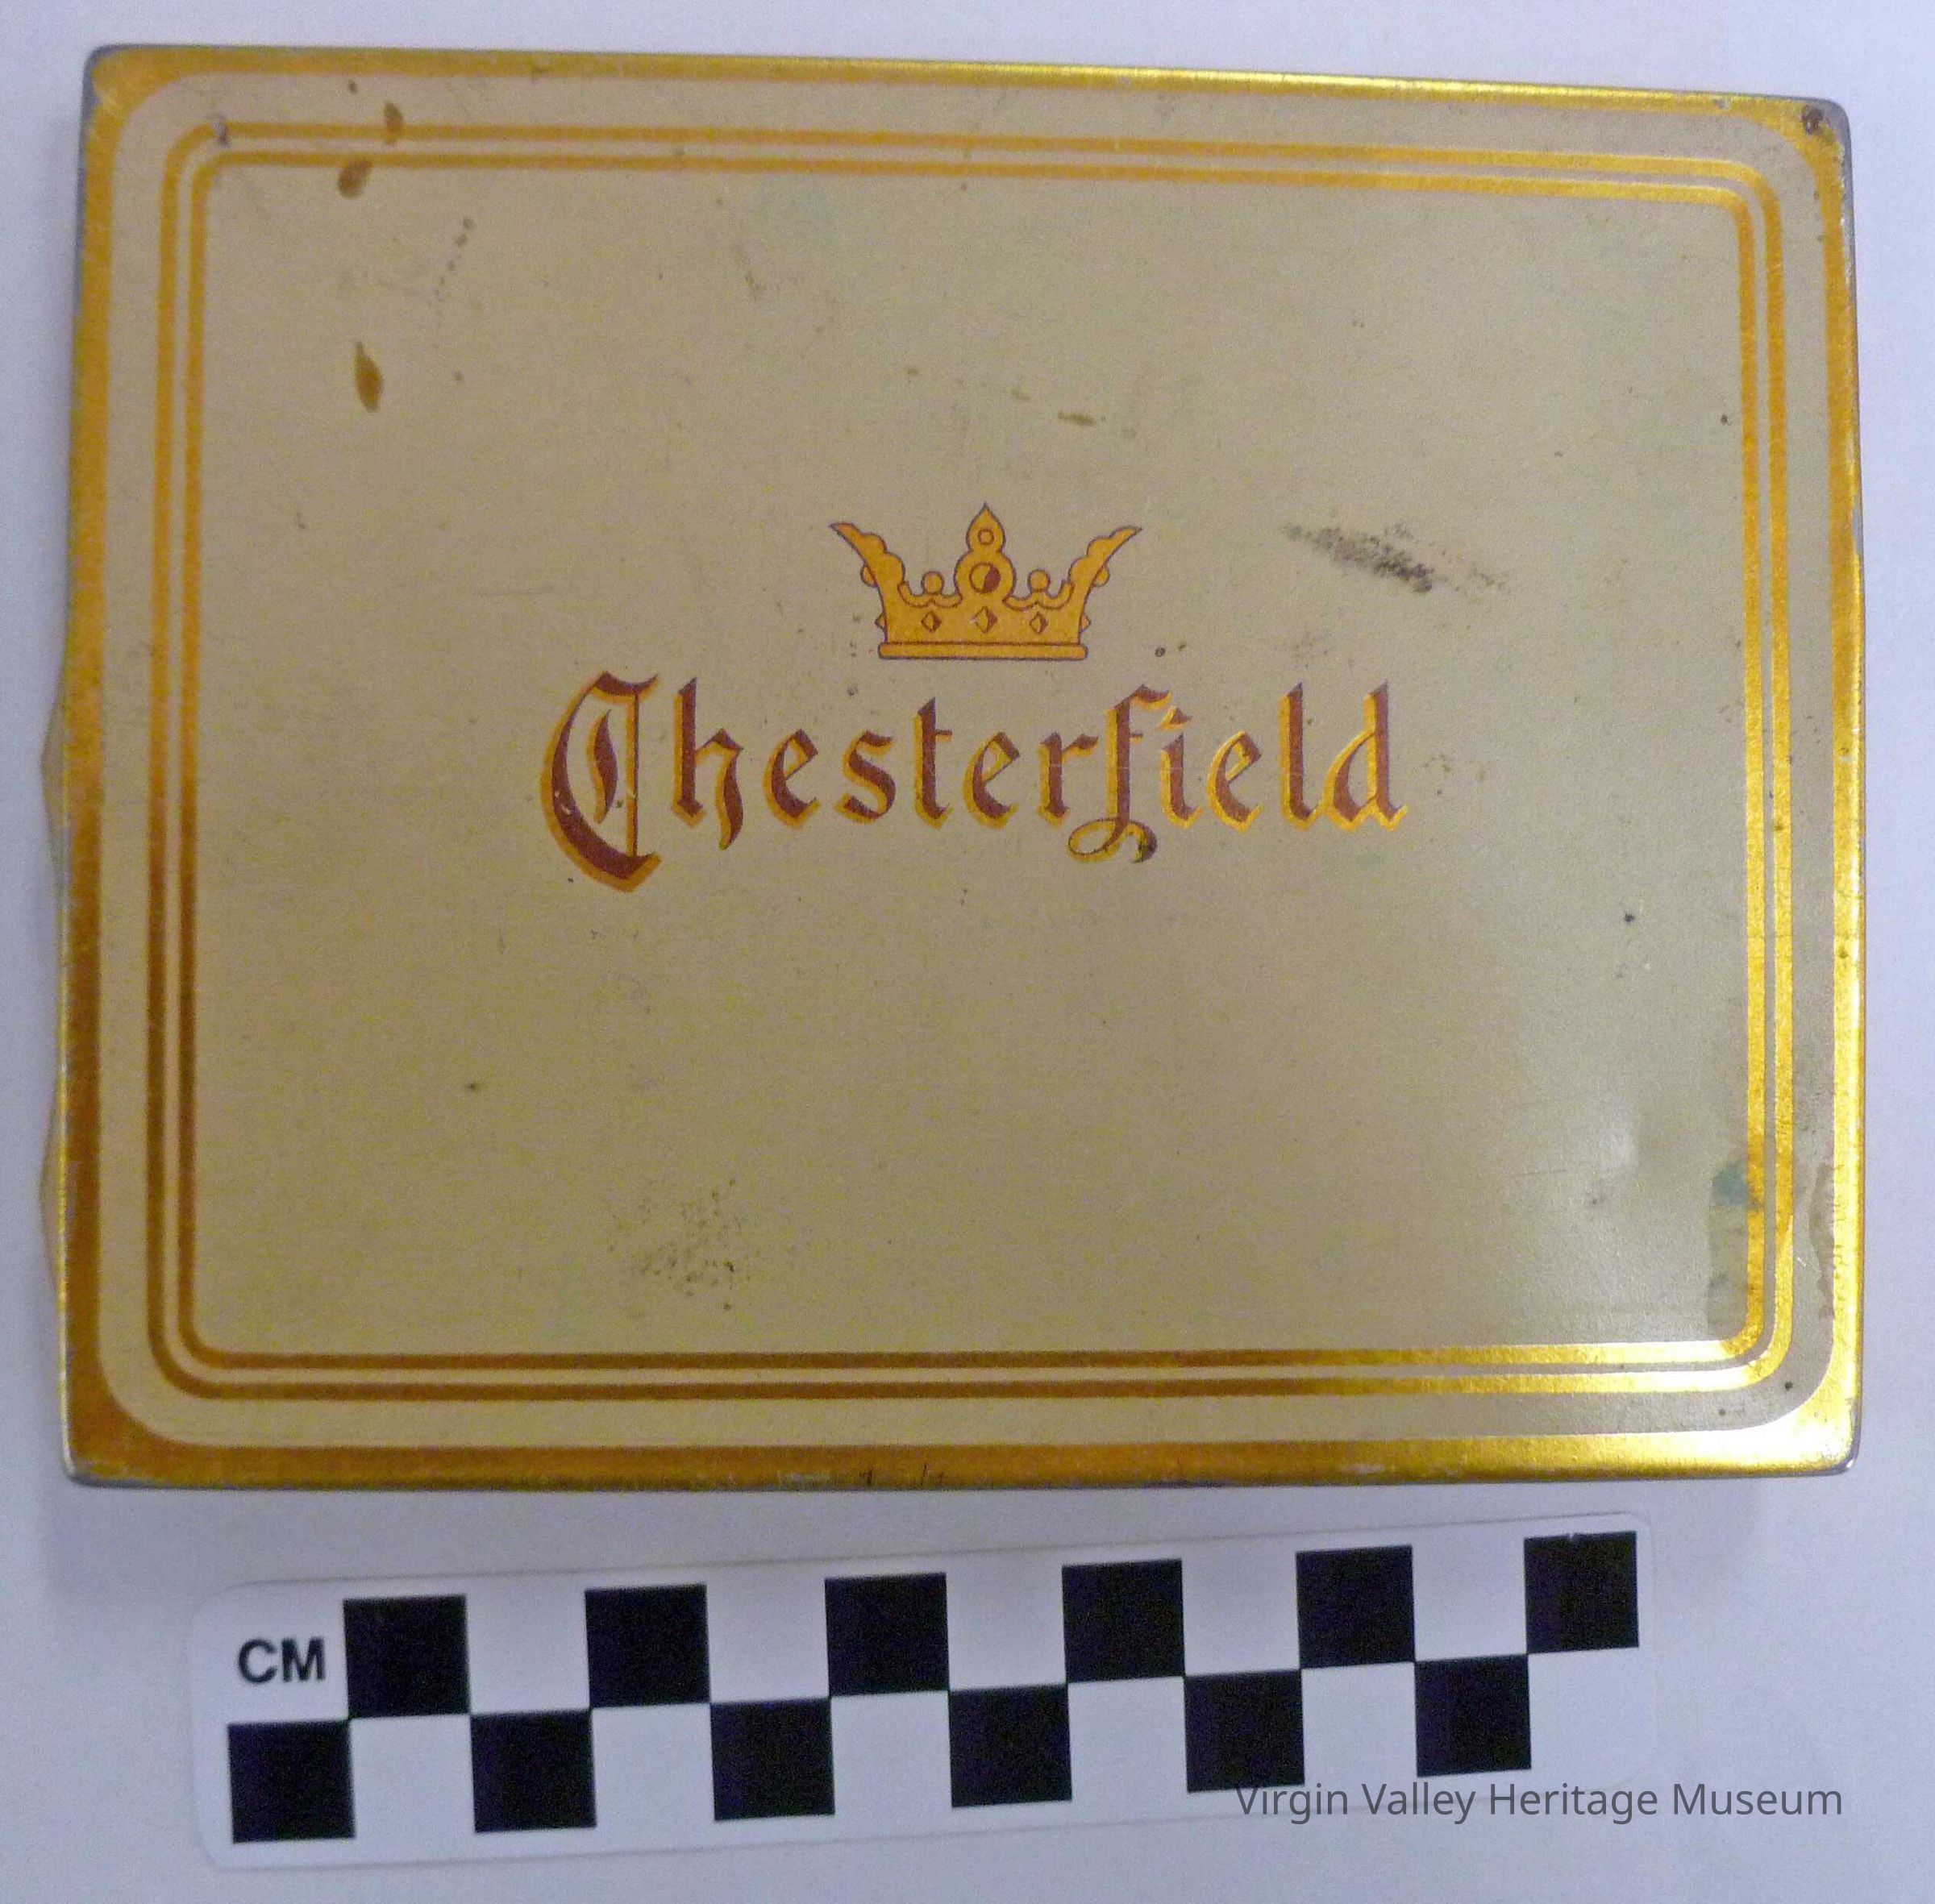 Chesterfield
CM
Virgin Valley Heritage Museum